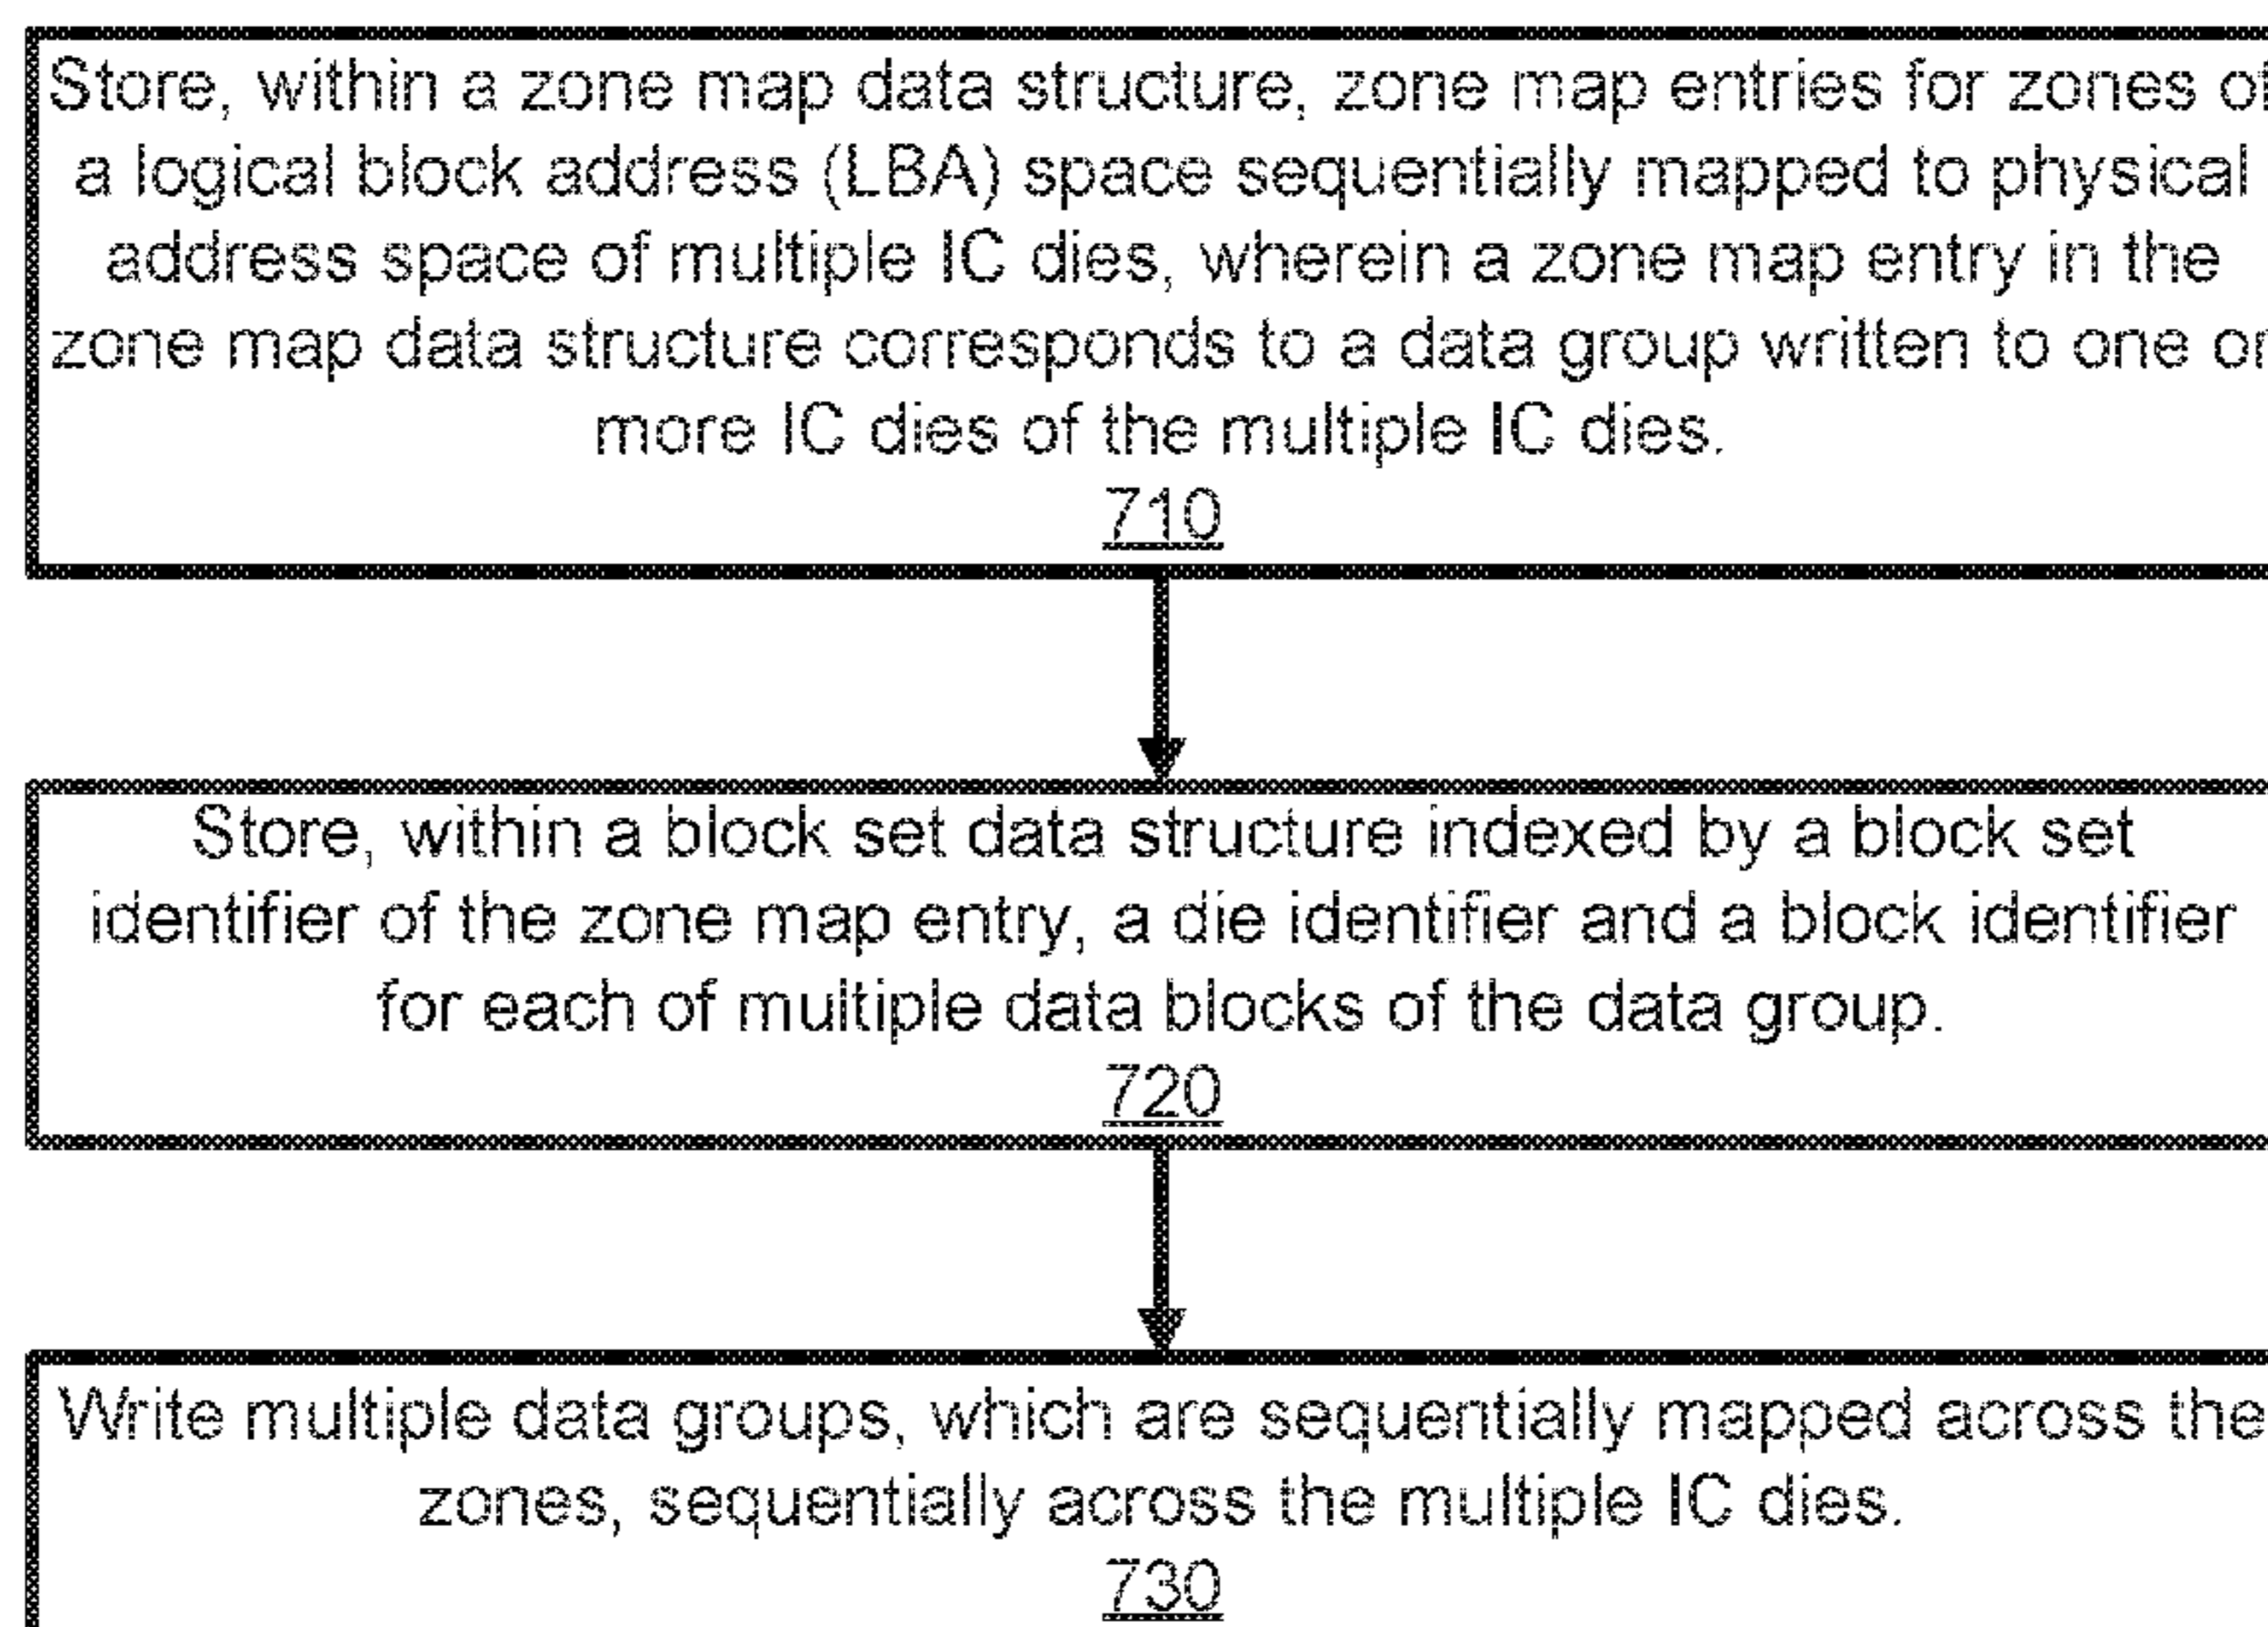 Store, within a zone map data structure, zone map entries for zones of
a logical block address (LBA) space sequentially mapped to physical
address space of multiple IC dies, wherein a zone map entry in the
zone map data structure corresponds to a data group written to one or
more IC dies of the multiple IC dies.
710
Store, within a block set data structure indexed by a block set
identifier of the zone map entry, a die identifier and a block identifier
for each of multiple data blocks of the data group.
720
Write multiple data groups, which are sequentially mapped across the
zones, sequentially across the multiple IC dies.
730